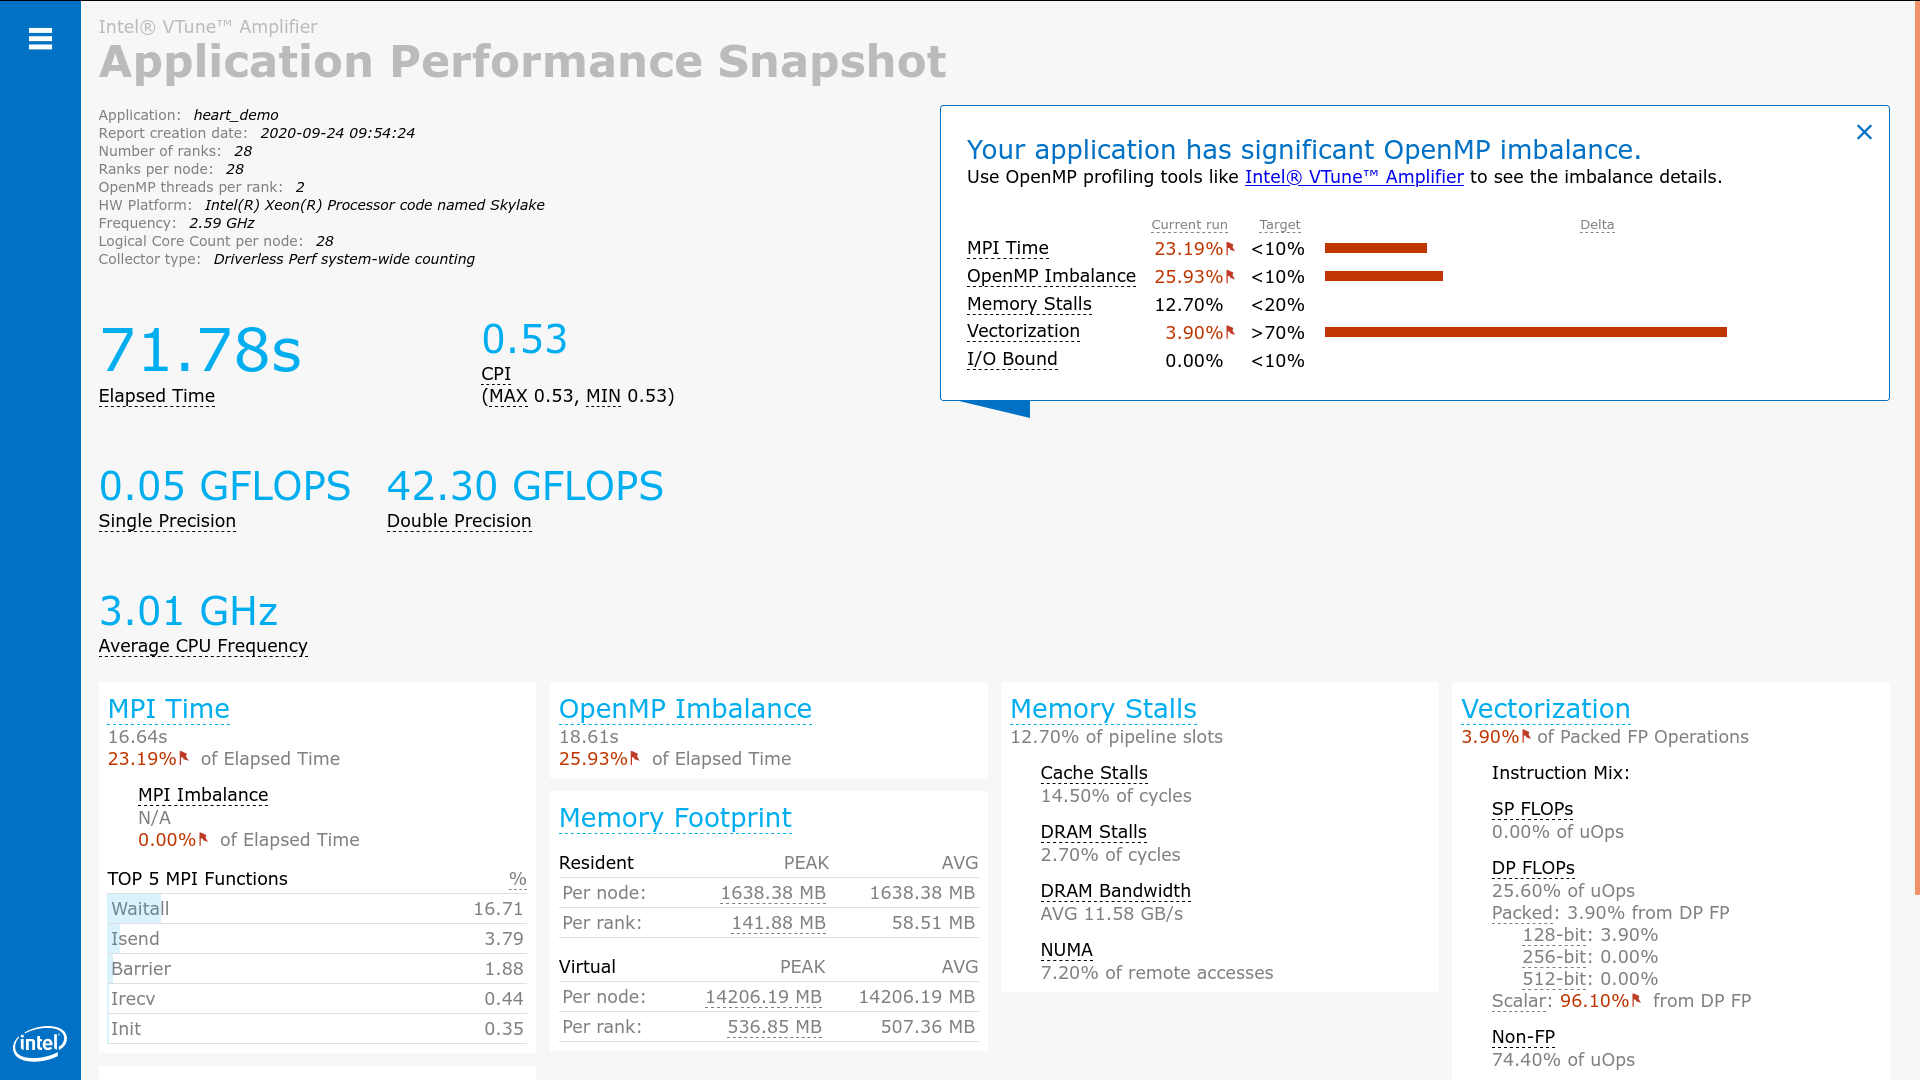 Intel® VTune™ Amplifier
Application Performance Snapshot
Application: heart_demo
Report creation date: 2020-09-24 09:54:24
Number of ranks: 28
Ranks per node: 28
OpenMP threads per rank: 2
HW Platform: Intel(R) Xeon(R) Processor code named Skylake
Frequency: 2.59 GHz
Logical Core Count per node: 28
Collector type: Driverless Perf system-wide counting
Your application has significant OpenMP imbalance.
Use OpenMP profiling tools like Intel® VTune™ Amplifier to see the imbalance details.
Current run Target Delta
MPI Time 23.19% <10%
OpenMP Imbalance 25.93% <10%
Memory Stalls 12.70% <20%
Vectorization 3.90% >70%
I/O Bound 0.00% <10%
71.78s
Elapsed Time
0.53
CPI
(MAX 0.53, MIN 0.53)
0.05 GFLOPS
Single Precision
42.30 GFLOPS
Double Precision
3.01 GHz
Average CPU Frequency
MPI Time
16.64s
23.19% of Elapsed Time
MPI Imbalance
N/A
0.00% of Elapsed Time
TOP 5 MPI Functions %
Waitall 16.71
Isend 3.79
Barrier 1.88
Irecv 0.44
Init 0.35
OpenMP Imbalance
18.61s
25.93% of Elapsed Time
Memory Footprint
Resident PEAK AVG
Per node: 1638.38 MB 1638.38 MB
Per rank: 141.88 MB 58.51 MB
Virtual PEAK AVG
Per node: 14206.19 MB 14206.19 MB
Per rank: 536.85 MB 507.36 MB
Memory Stalls
12.70% of pipeline slots
Cache Stalls
14.50% of cycles
DRAM Stalls
2.70% of cycles
DRAM Bandwidth
AVG 11.58 GB/s
NUMA
7.20% of remote accesses
Vectorization
3.90% of Packed FP Operations
Instruction Mix:
SP FLOPs
0.00% of uOps
DP FLOPs
25.60% of uOps
Packed: 3.90% from DP FP
128-bit: 3.90%
256-bit: 0.00%
512-bit: 0.00%
Scalar: 96.10% from DP FP
Non-FP
74.40% of uOps
intel